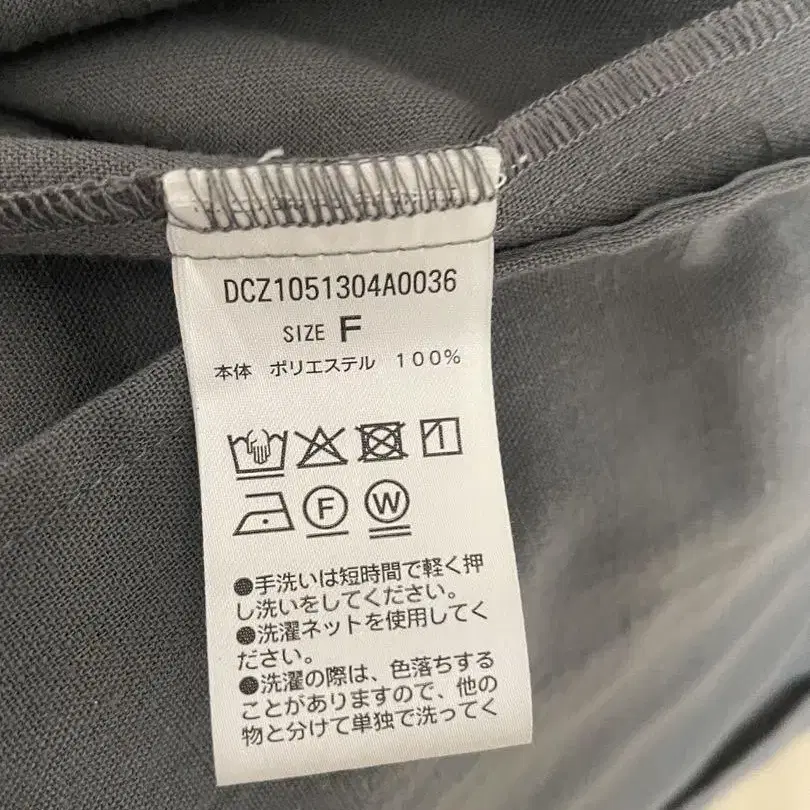 DCZ1051304A0036
SIZE F
本体 ポリエステル 100%
F W
●手洗いは短時間で軽く押
し洗いをしてください。
●洗濯ネットを使用してく
ださい。
●洗濯の際は、色落ちする
ことがありますので、他の
物と分けて単独で洗ってく